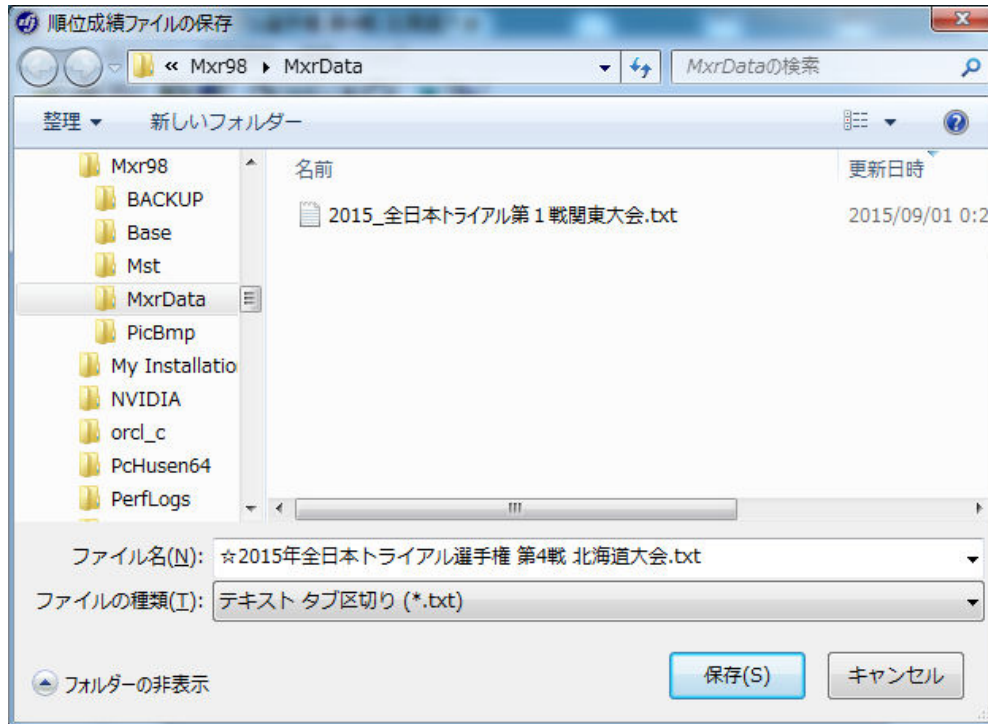 順位成績ファイルの保存
« Mxr98 ▸ MxrData
MxrDataの検索
整理 ▼ 新しいフォルダー
Mxr98
BACKUP
Base
Mst
MxrData
PicBmp
My Installatio
NVIDIA
orcl_c
PcHusen64
PerfLogs
名前 更新日時
2015_全日本トライアル第1戦関東大会.txt 2015/09/01 0:2
ファイル名(N): ☆2015年全日本トライアル選手権 第4戦 北海道大会.txt
ファイルの種類(T): テキスト タブ区切り (*.txt)
フォルダーの非表示
保存(S) キャンセル